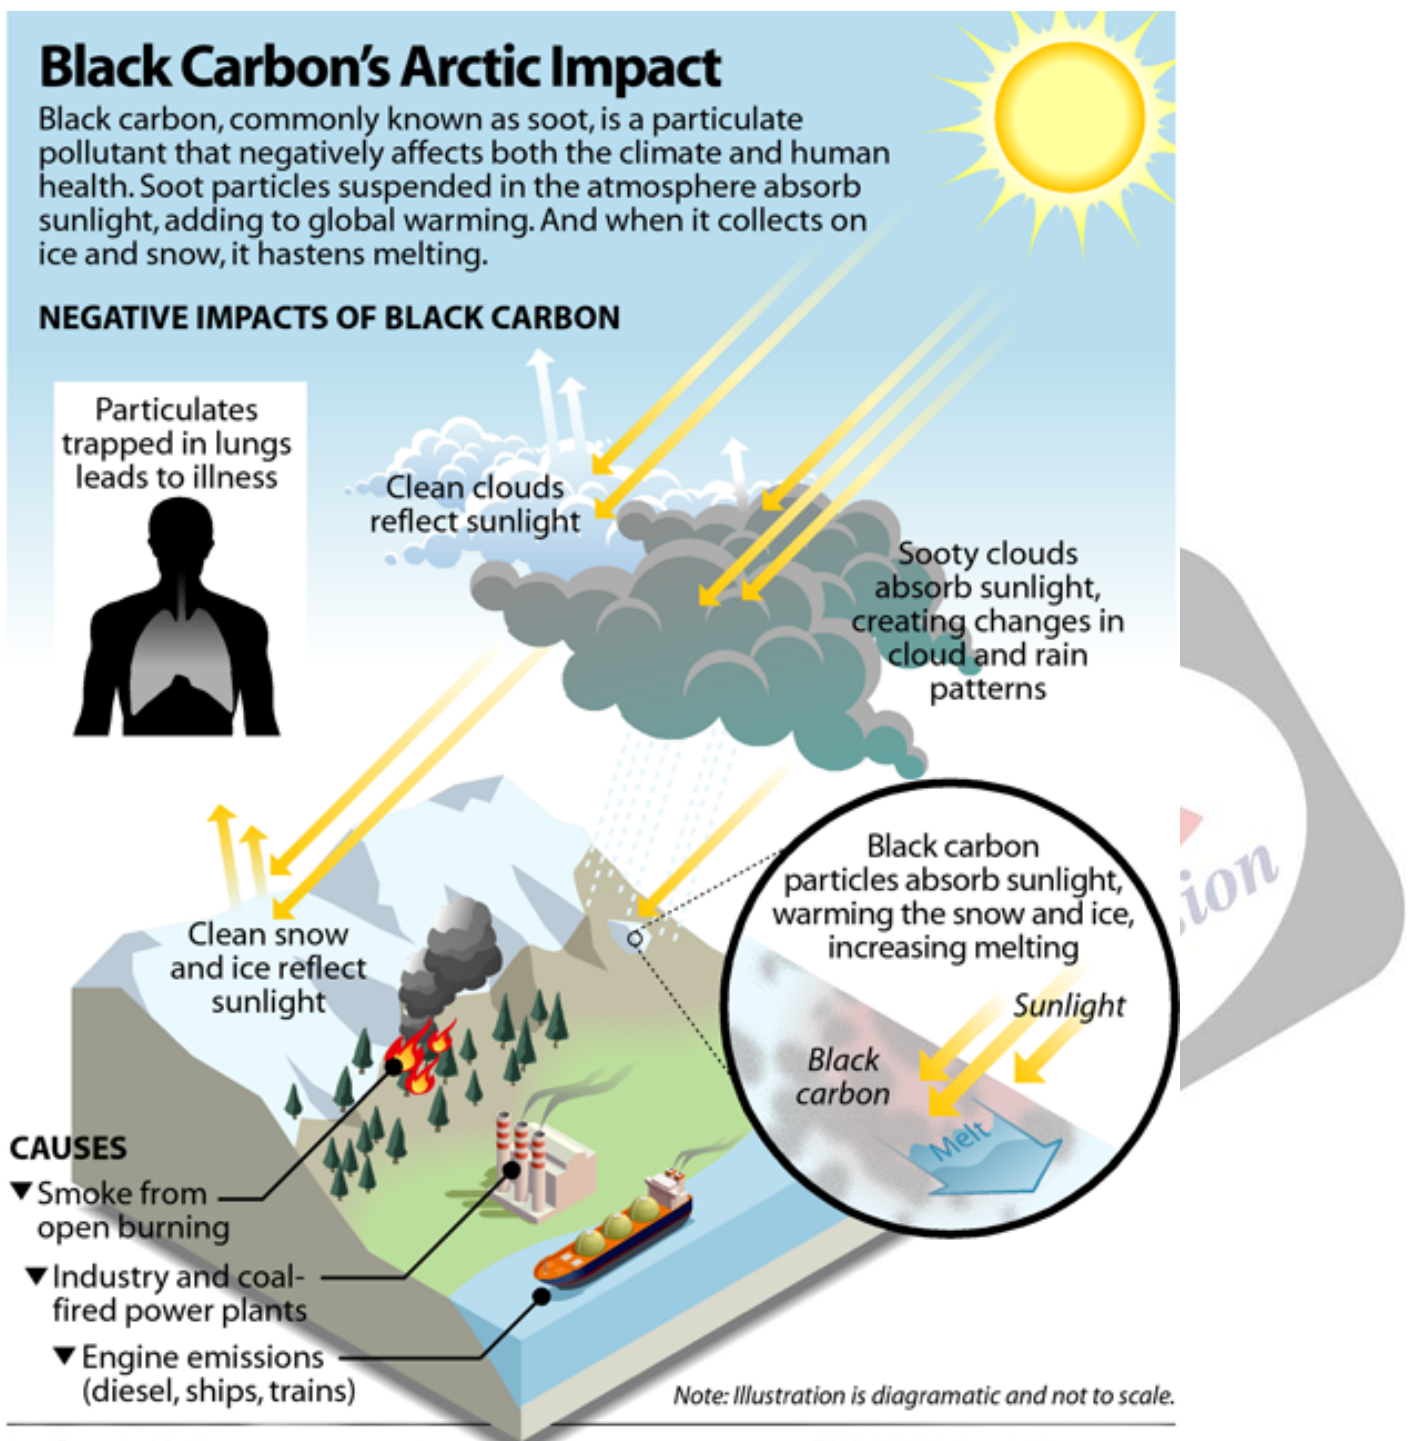 Black Carbon's Arctic Impact
Black carbon, commonly known as soot, is a particulate
pollutant that negatively affects both the climate and human
health. Soot particles suspended in the atmosphere absorb
sunlight, adding to global warming. And when it collects on
ice and snow, it hastens melting.
NEGATIVE IMPACTS OF BLACK CARBON
Particulates
trapped in lungs
leads to illness
Clean clouds
reflect sunlight
Sooty clouds
absorb sunlight,
creating changes in
cloud and rain
patterns
Black carbon
particles absorb sunlight,
warming the snow and ice,
increasing melting
Sunlight
Black
carbon
Melt
Clean snow
and ice reflect
sunlight
CAUSES
▼ Smoke from
open burning
▼ Industry and coal-
fired power plants
▼ Engine emissions
(diesel, ships, trains)
Note: Illustration is diagramatic and not to scale.